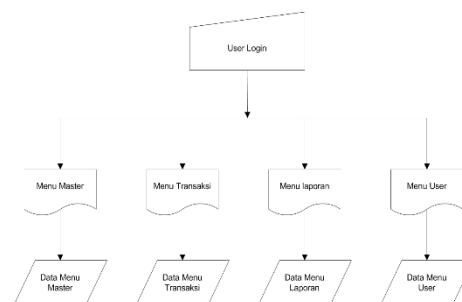 User Login
Menu Master
Menu Transaksi
Menu laporan
Menu User
Data Menu
Master
Data Menu
Transaksi
Data Menu
Laporan
Data Menu
User